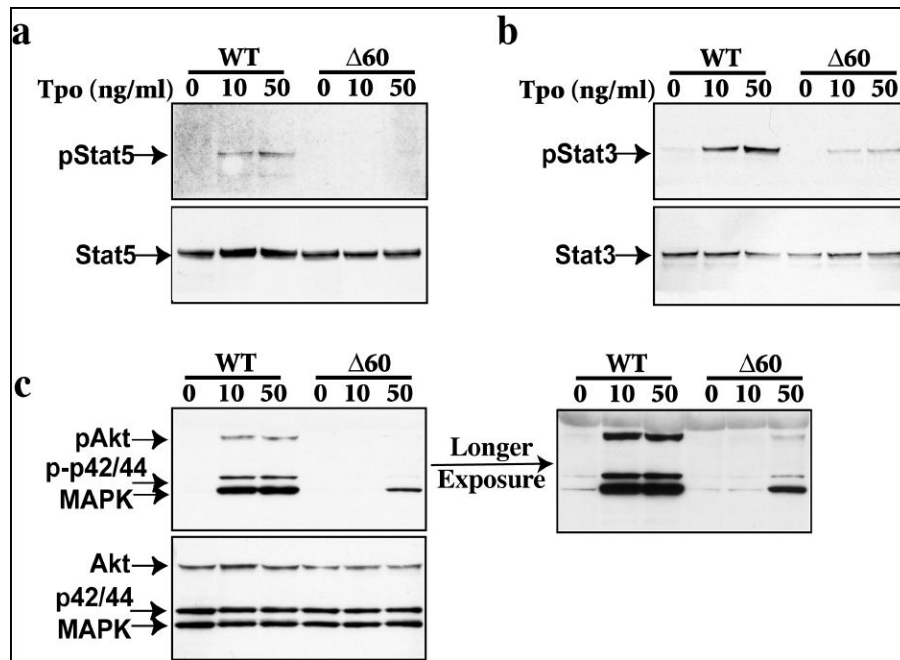 a
WT Δ60
Tpo (ng/ml) 0 10 50 0 10 50
pStat5
Stat5
b
WT Δ60
Tpo (ng/ml) 0 10 50 0 10 50
pStat3
Stat3
c
WT Δ60
0 10 50 0 10 50
pAkt
p-p42/44
MAPK
Akt
p42/44
MAPK
Longer
Exposure
WT Δ60
0 10 50 0 10 50